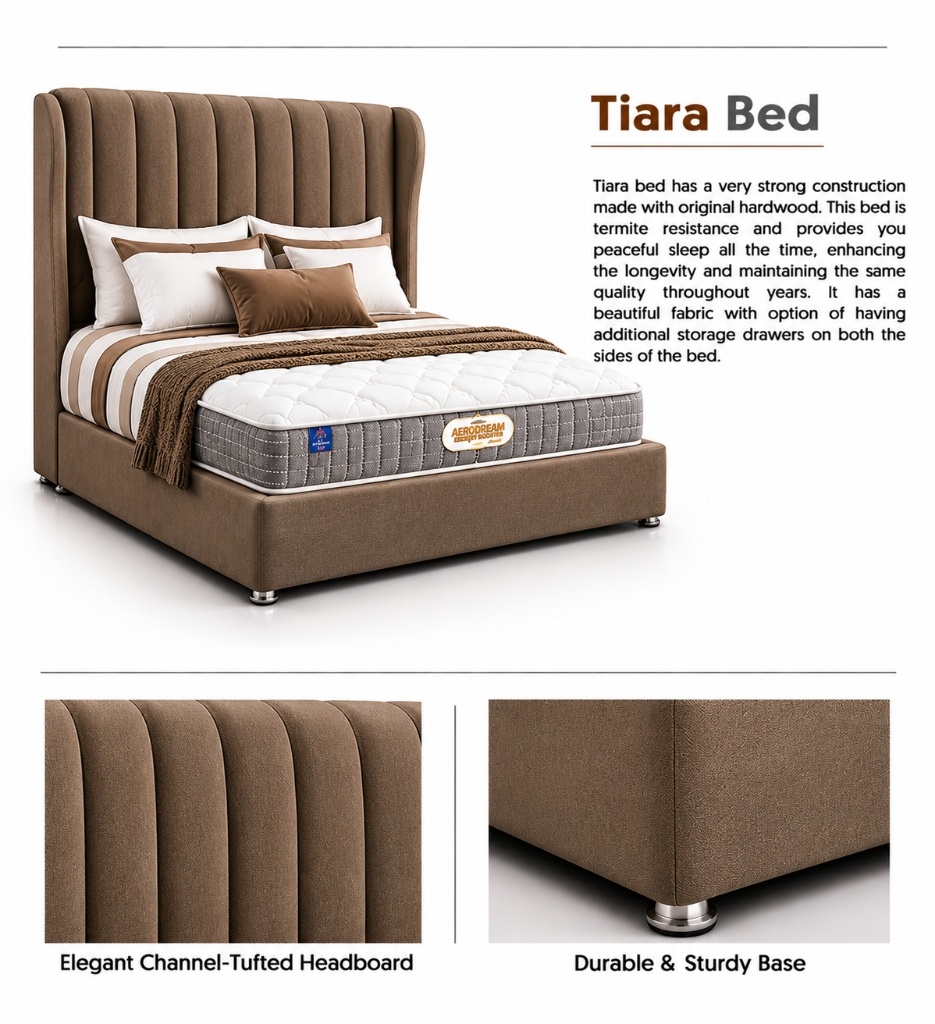 Tiara Bed
Tiara bed has a very strong construction
made with original hardwood. This bed is
termite resistance and provides you
peaceful sleep all the time, enhancing
the longevity and maintaining the same
quality throughout years. It has a
beautiful fabric with option of having
additional storage drawers on both the
sides of the bed.
AERODREAM
ENERGY BOOSTER
Elegant Channel-Tufted Headboard
Durable & Sturdy Base